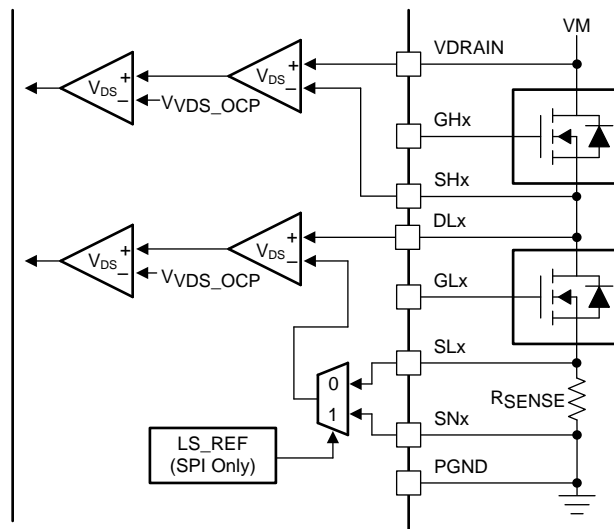 VM
VDRAIN
+
VDS
−
+
VDS
−
VVDS_OCP
GHx
SHx
DLx
+
VDS
−
+
VDS
−
VVDS_OCP
GLx
SLx
0
1
RSENSE
SNx
LS_REF
(SPI Only)
PGND